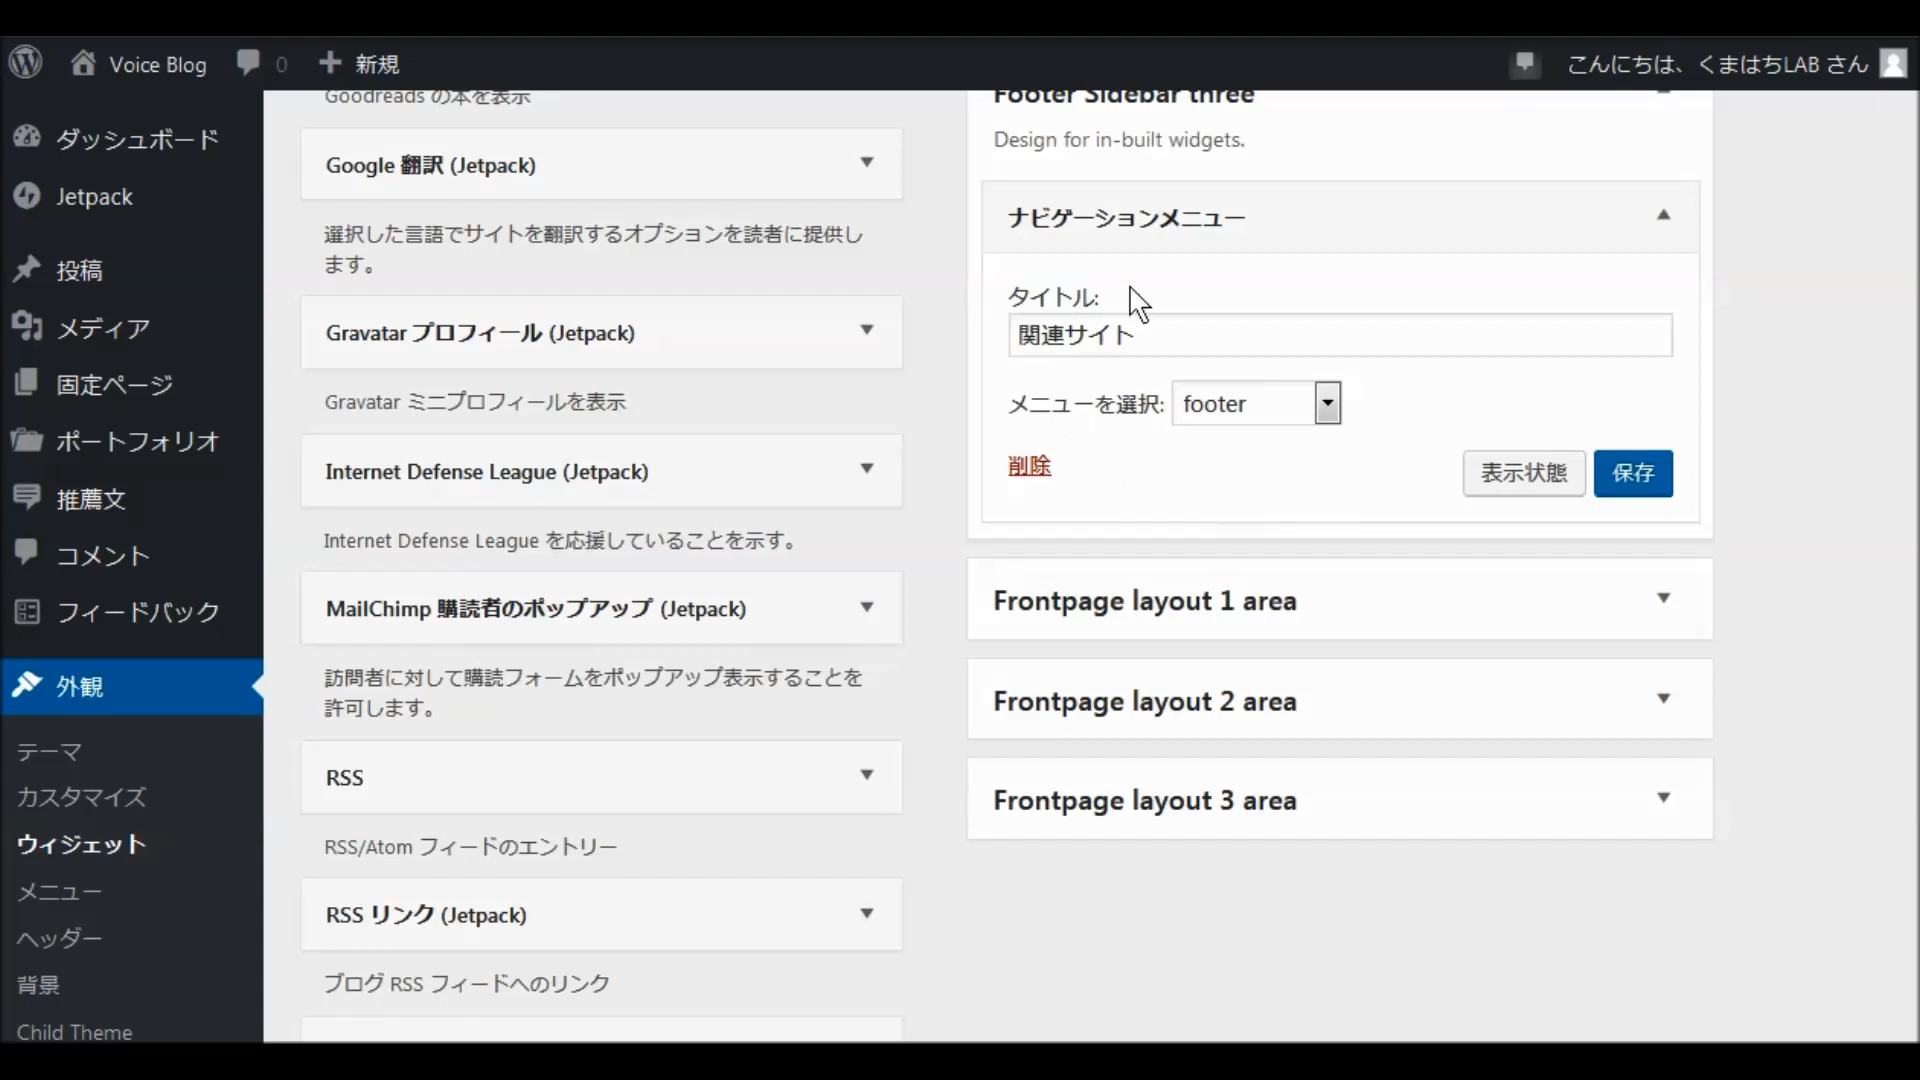 Voice Blog
0
新規
こんにちは、くまはちLAB さん
ダッシュボード
Jetpack
投稿
メディア
固定ページ
ポートフォリオ
推薦文
コメント
フィードバック
外観
テーマ
カスタマイズ
ウィジェット
メニュー
ヘッダー
背景
Child Theme
Goodreads の本を表示
Google 翻訳 (Jetpack)
選択した言語でサイトを翻訳するオプションを読者に提供し
ます。
Gravatar プロフィール (Jetpack)
Gravatar ミニプロフィールを表示
Internet Defense League (Jetpack)
Internet Defense League を応援していることを示す。
MailChimp 購読者のポップアップ (Jetpack)
訪問者に対して購読フォームをポップアップ表示することを
許可します。
RSS
RSS/Atom フィードのエントリー
RSS リンク (Jetpack)
ブログ RSS フィードへのリンク
Footer Sidebar three
Design for in-built widgets.
ナビゲーションメニュー
タイトル:
関連サイト
メニューを選択: footer
削除
表示状態
保存
Frontpage layout 1 area
Frontpage layout 2 area
Frontpage layout 3 area